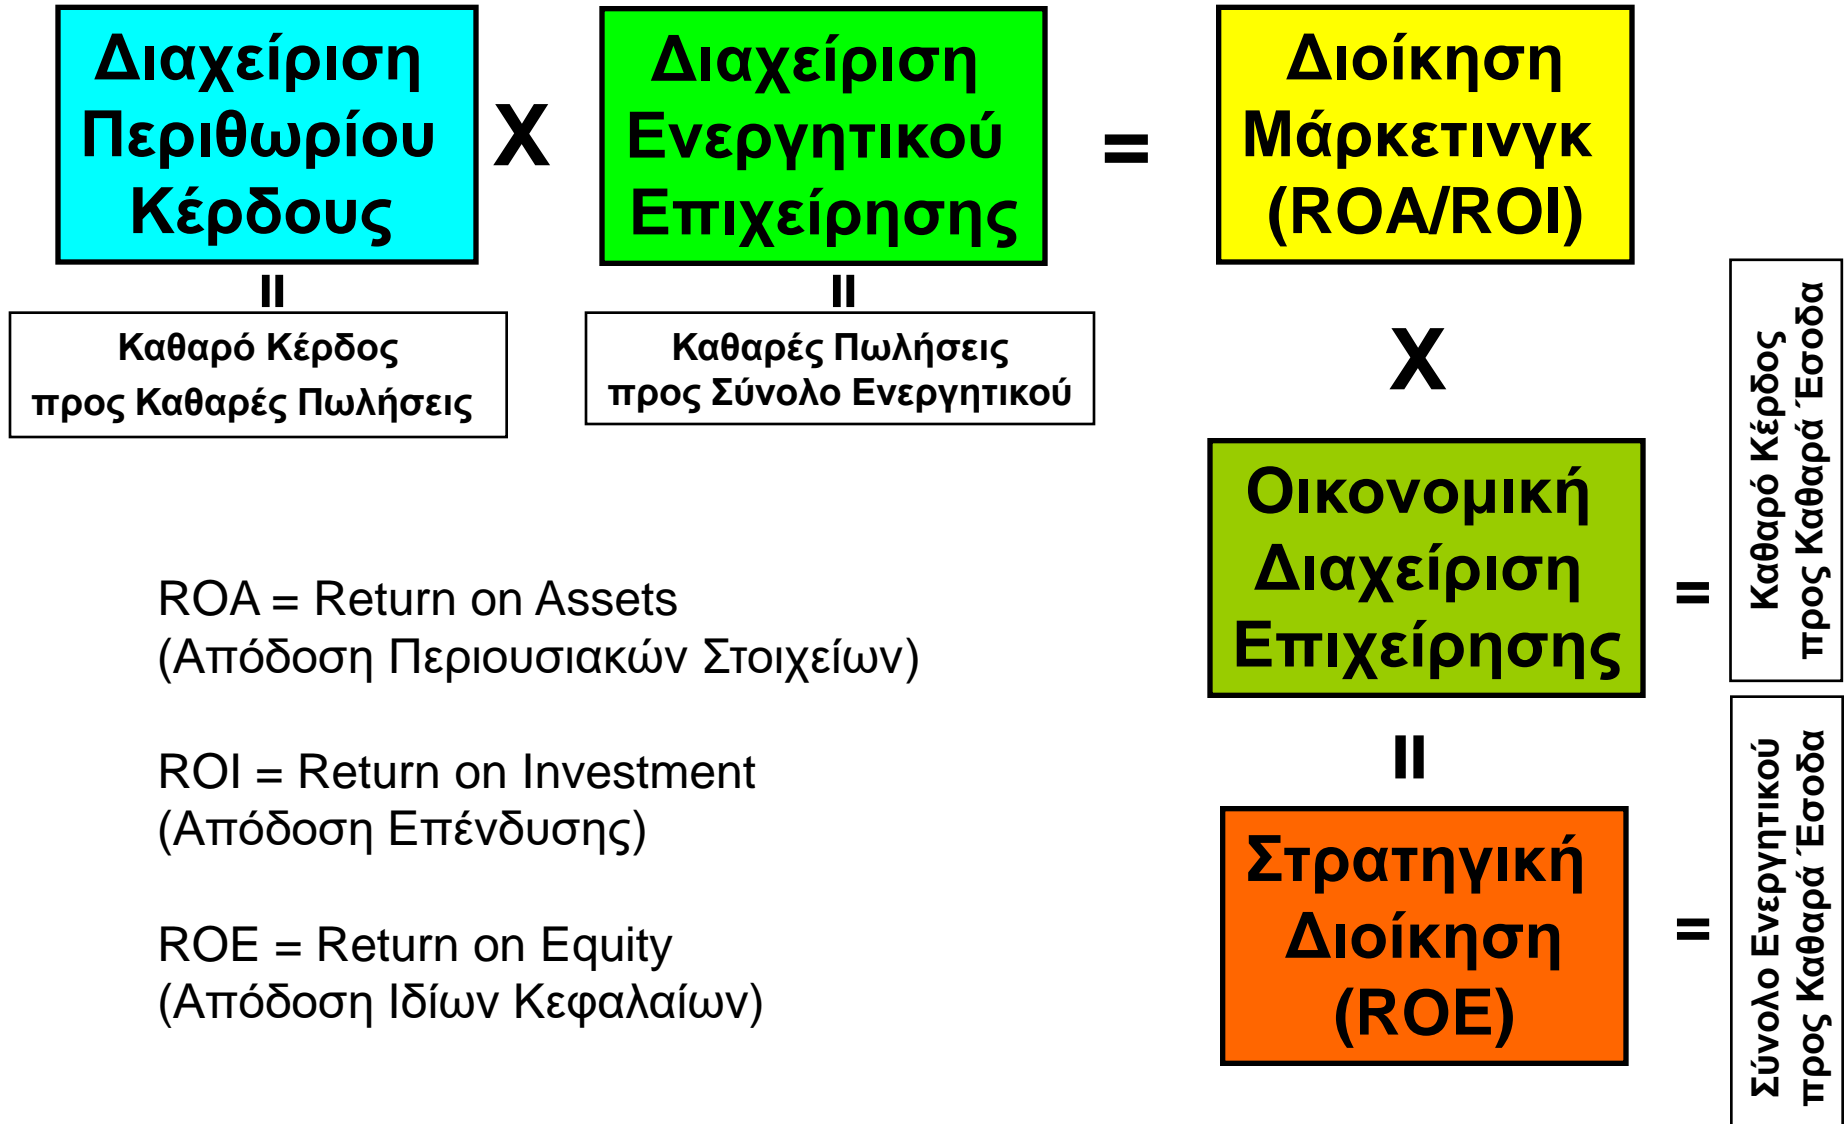 Διαχείριση
Περιθωρίου
Κέρδους
X
Διαχείριση
Ενεργητικού
Επιχείρησης
=
Διοίκηση
Μάρκετινγκ
(ROA/ROI)
=
Καθαρό Κέρδος
προς Καθαρές Πωλήσεις
=
Καθαρές Πωλήσεις
προς Σύνολο Ενεργητικού
X
Οικονομική
Διαχείριση
Επιχείρησης
=
Καθαρό Κέρδος
προς Καθαρά Έσοδα
=
Στρατηγική
Διοίκηση
(ROE)
=
Σύνολο Ενεργητικού
προς Καθαρά Έσοδα
ROA = Return on Assets
(Απόδοση Περιουσιακών Στοιχείων)
ROI = Return on Investment
(Απόδοση Επένδυσης)
ROE = Return on Equity
(Απόδοση Ιδίων Κεφαλαίων)